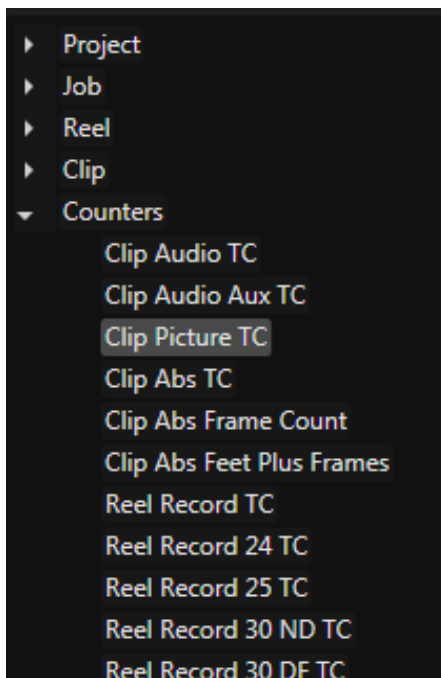 Project
Job
Reel
Clip
Counters
Clip Audio TC
Clip Audio Aux TC
Clip Picture TC
Clip Abs TC
Clip Abs Frame Count
Clip Abs Feet Plus Frames
Reel Record TC
Reel Record 24 TC
Reel Record 25 TC
Reel Record 30 ND TC
Reel Record 30 DF TC